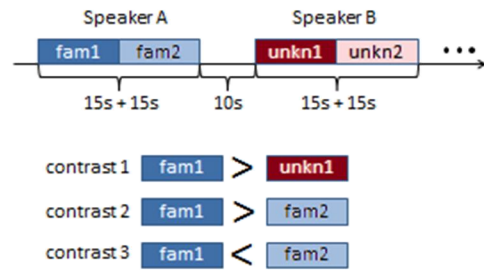 Speaker A Speaker B
fam1 fam2 unkn1 unkn2 •••
15s+15s 10s 15s+15s
contrast 1 fam1 > unkn1
contrast 2 fam1 > fam2
contrast 3 fam1 < fam2